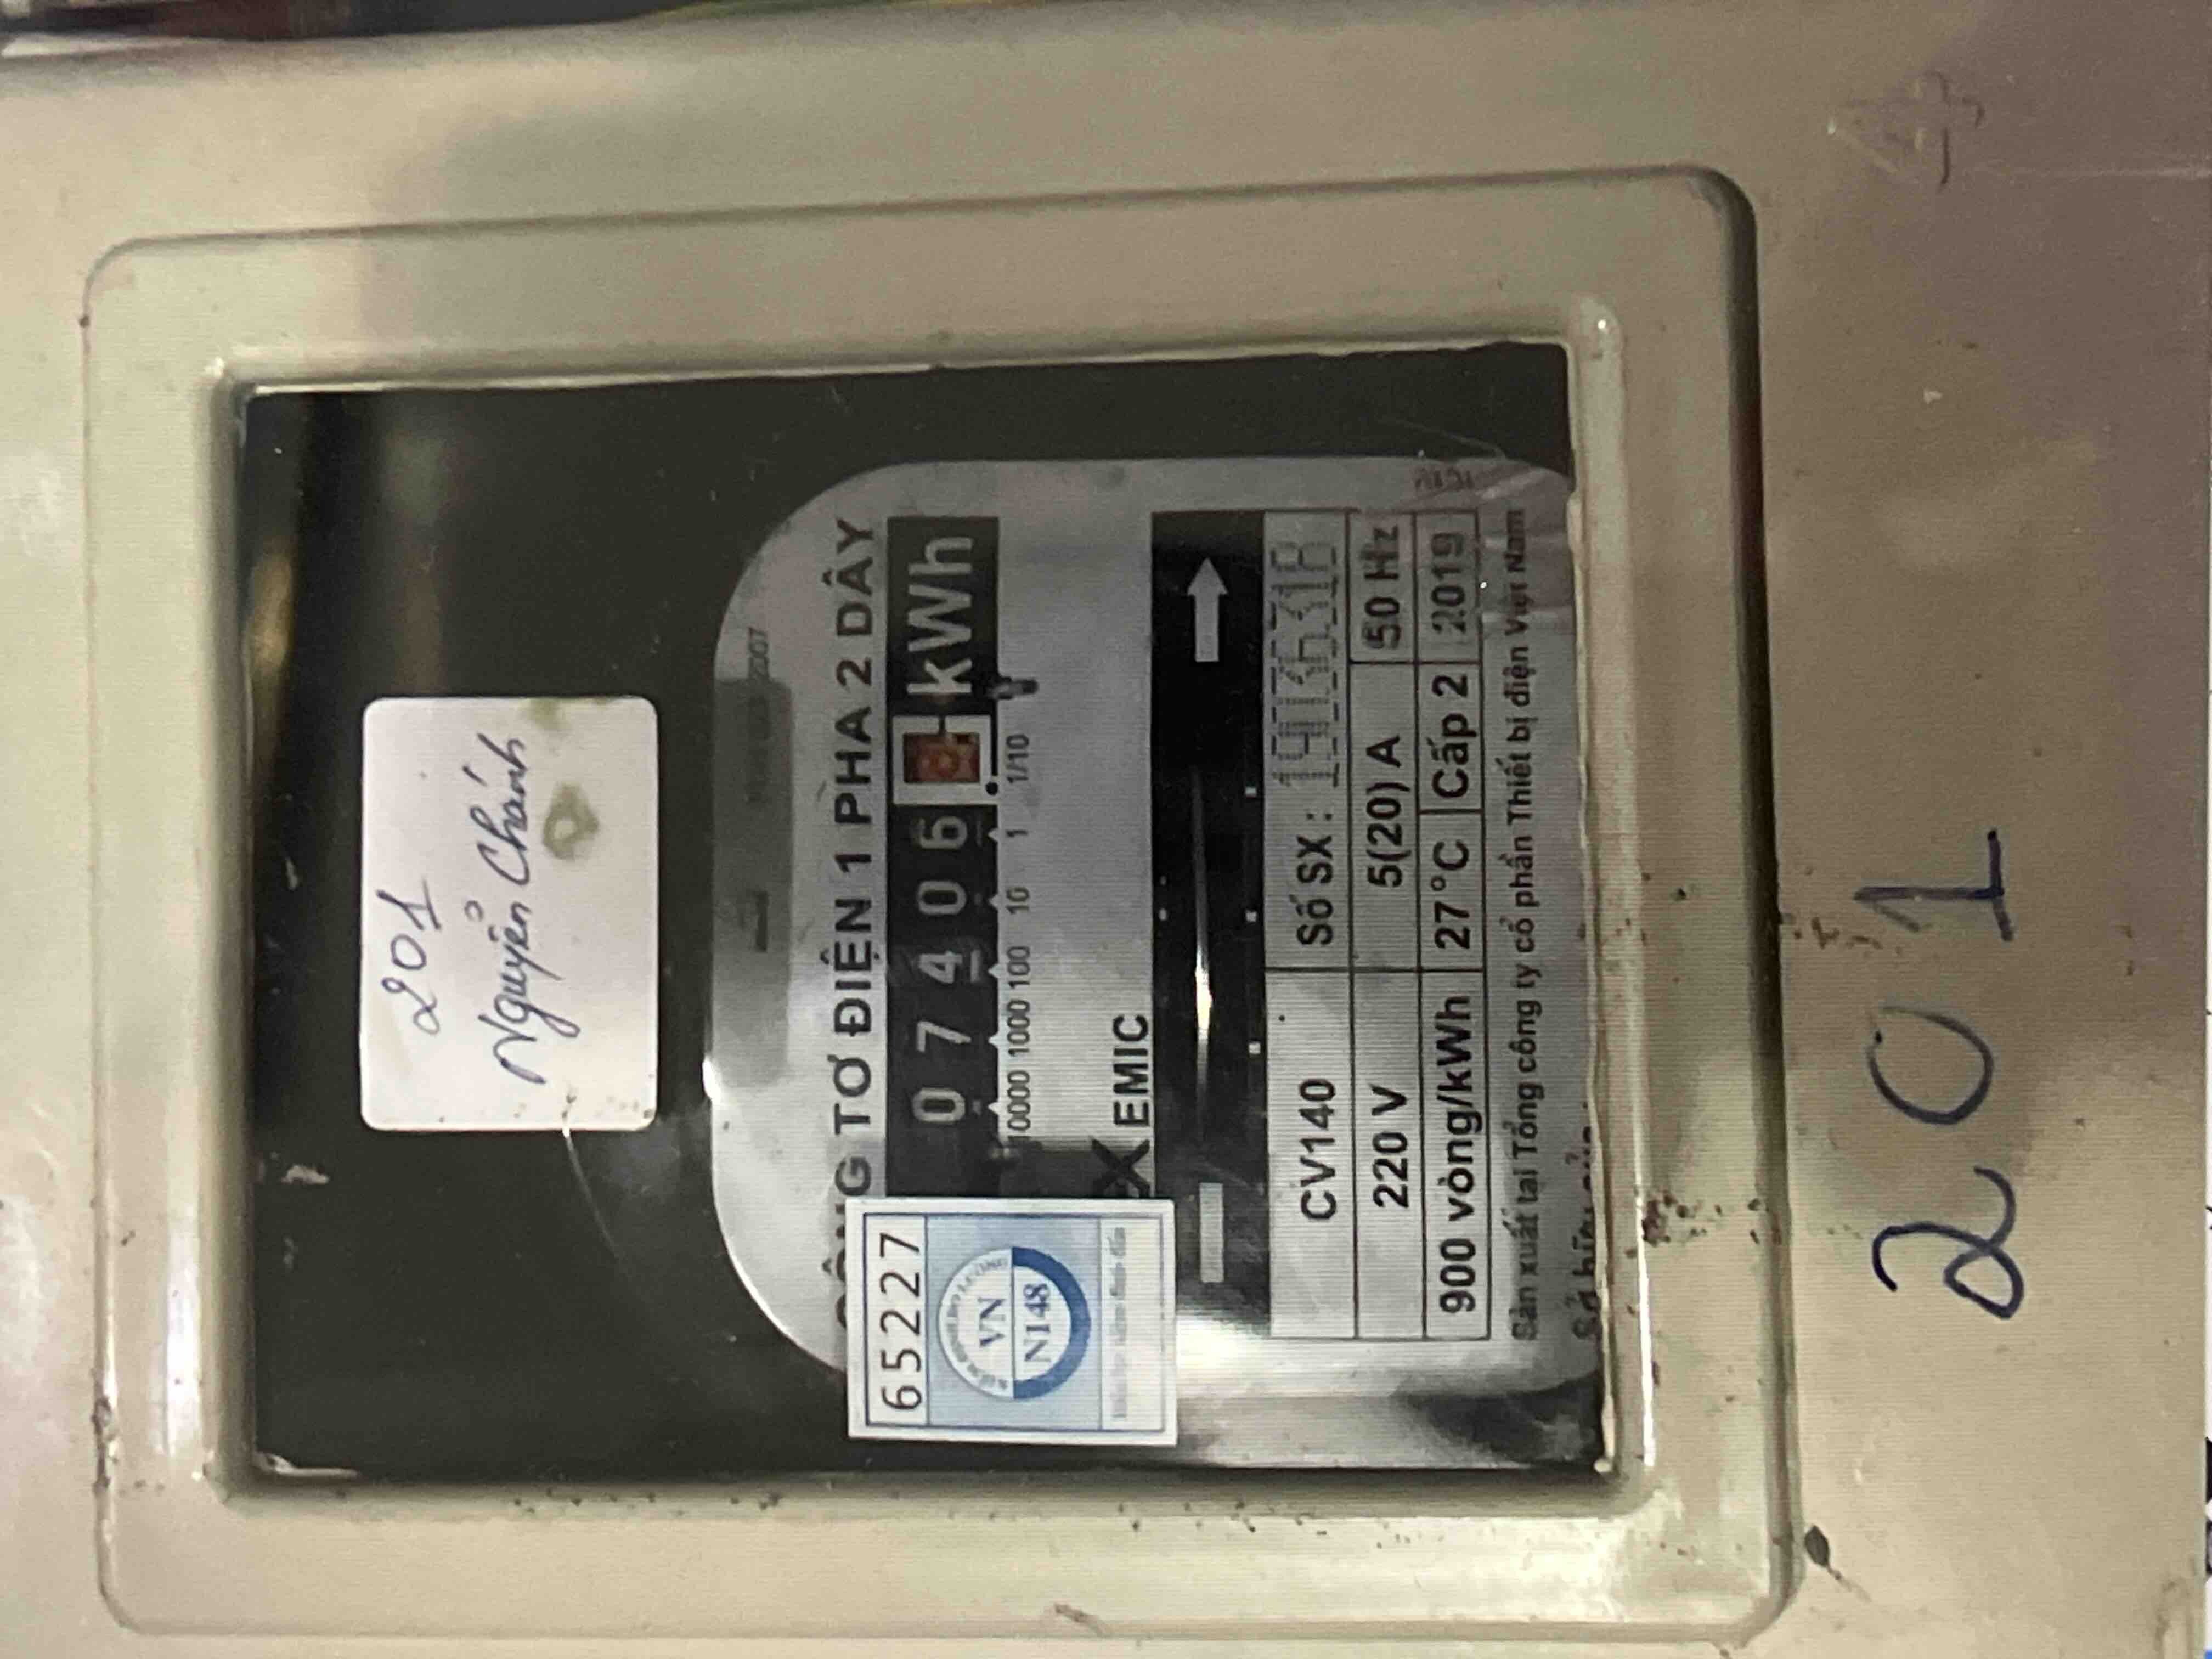 201
Nguyễn Chánh
CÔNG TƠ ĐIỆN 1 PHA 2 DÂY
0 7 4 0 6 kWh
10000 1000 100 10 1 1/10
EMIC
65227
VN
N148
CV140 Số SX :
220 V 5(20) A 50 Hz
900 vòng/kWh 27°C Cấp 2 2019
Sản xuất tại Tổng công ty cổ phần Thiết bị điện Việt Nam
201